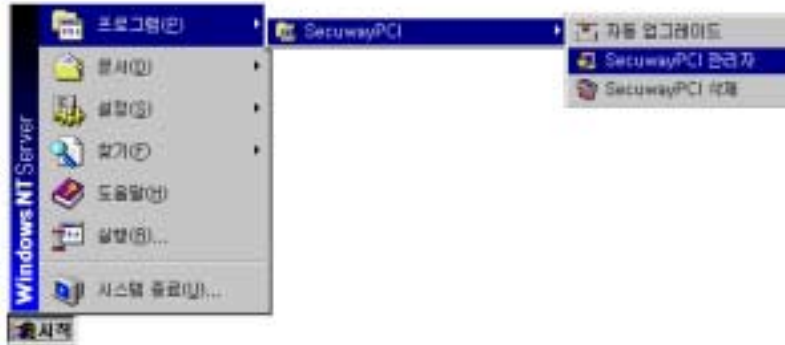 프로그램(P)
SecuwayPCI
자동 업그레이드
SecuwayPCI 관리자
SecuwayPCI 삭제
문서(D)
설정(S)
찾기(F)
도움말(H)
실행(R)...
시스템 종료(U)...
Windows NT Server
시작